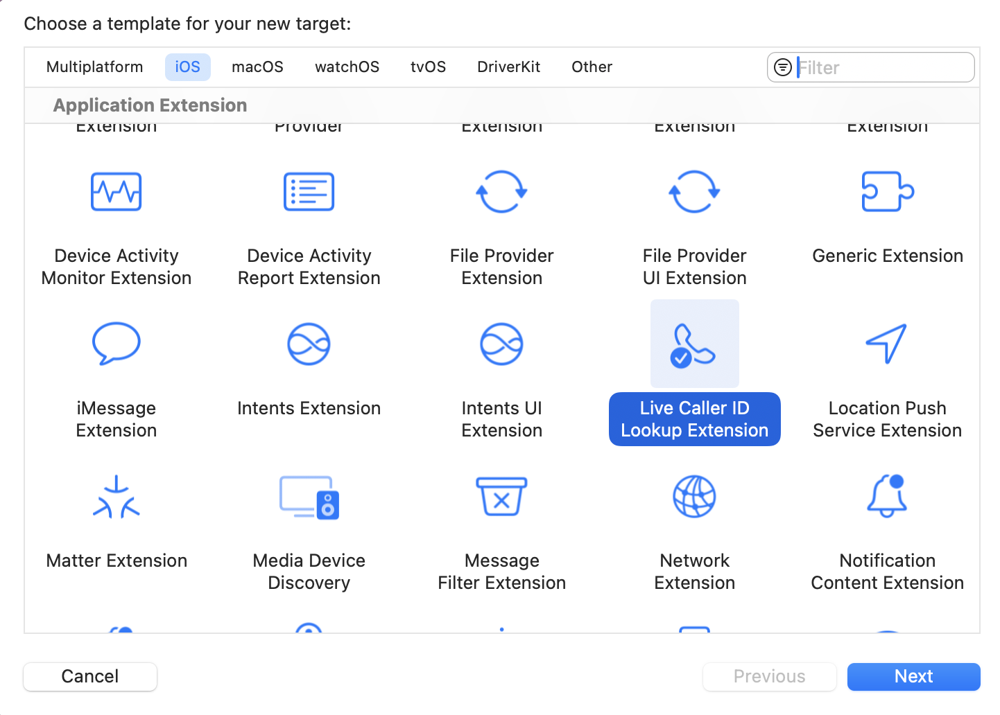 Choose a template for your new target:
Multiplatform iOS macOS watchOS tvOS DriverKit Other Filter
Application Extension
Extension Provider Extension Extension Extension
Device Activity Device Activity File Provider File Provider Generic Extension
Monitor Extension Report Extension Extension UI Extension
iMessage Intents Extension Intents UI Live Caller ID Location Push
Extension Extension Lookup Extension Service Extension
Matter Extension Media Device Message Network Notification
Discovery Filter Extension Extension Content Extension
Cancel Previous Next